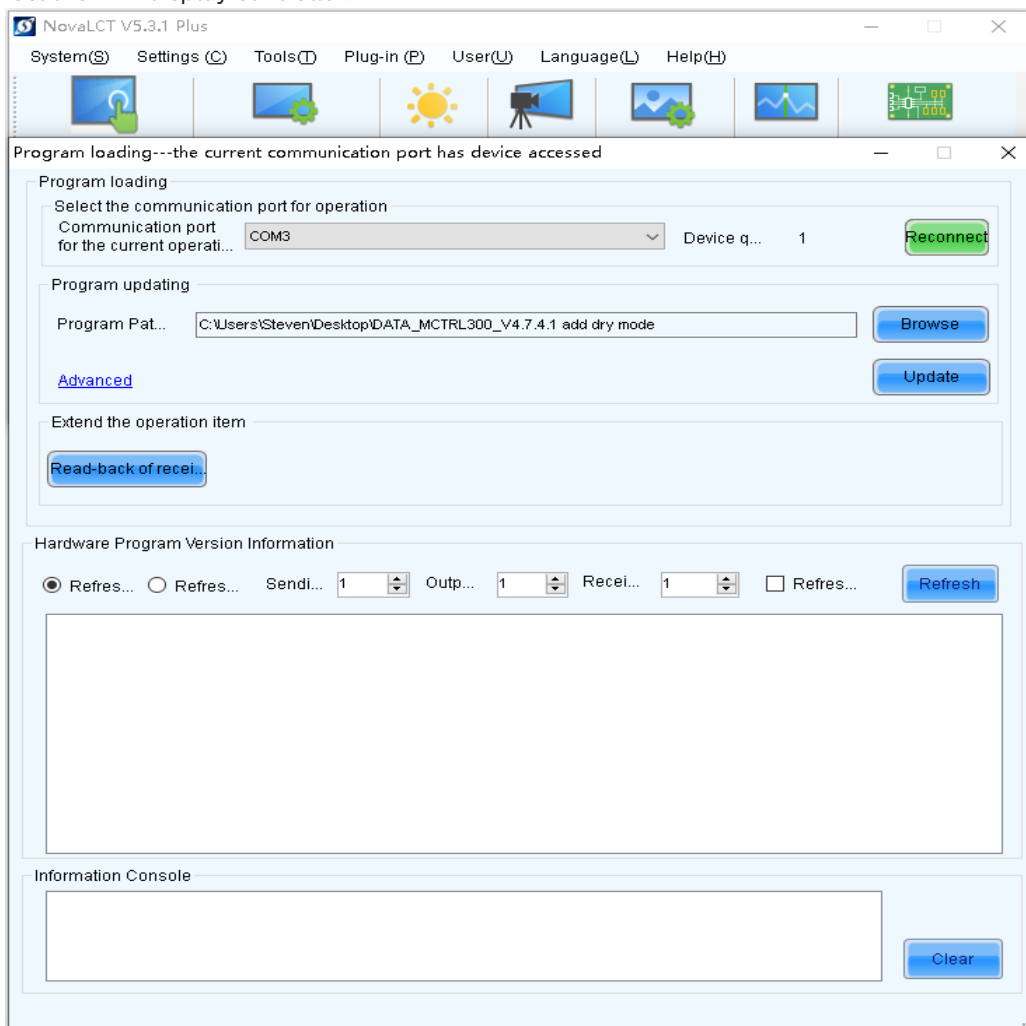 NovaLCT V5.3.1 Plus
System(S) Settings (C) Tools(T) Plug-in (P) User(U) Language(L) Help(H)
Program loading---the current communication port has device accessed
Program loading
Select the communication port for operation
Communication port
for the current operati... COM3 Device q... 1 Reconnect
Program updating
Program Pat... C:\Users\Steven\Desktop\DATA_MCTRL300_V4.7.4.1 add dry mode Browse
Advanced Update
Extend the operation item
Read-back of recei...
Hardware Program Version Information
Refres... Refres... Sendi... 1 Outp... 1 Recei... 1 Refres... Refresh
Information Console
Clear